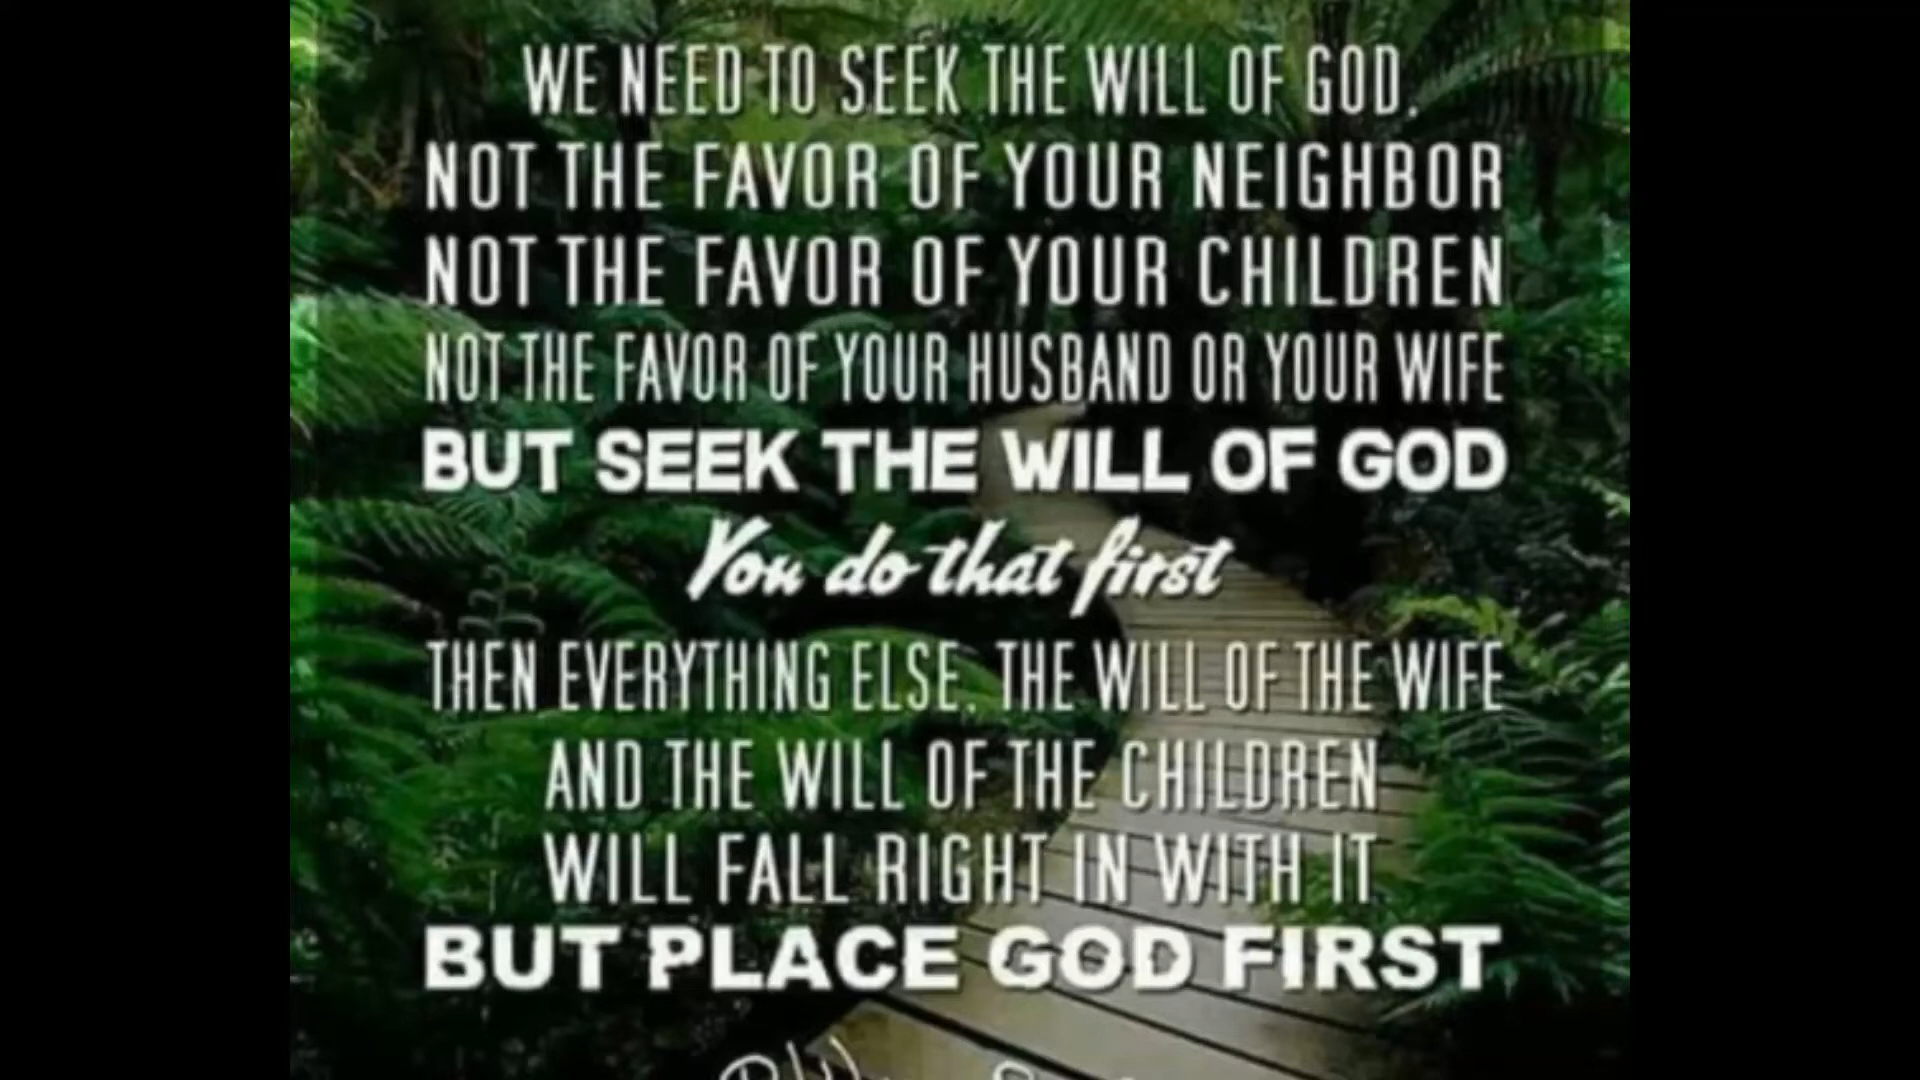 WE NEED TO SEEK THE WILL OF GOD.
NOT THE FAVOR OF YOUR NEIGHBOR
NOT THE FAVOR OF YOUR CHILDREN
NOT THE FAVOR OF YOUR HUSBAND OR YOUR WIFE
BUT SEEK THE WILL OF GOD
You do that first
THEN EVERYTHING ELSE. THE WILL OF THE WIFE
AND THE WILL OF THE CHILDREN
WILL FALL RIGHT IN WITH IT.
BUT PLACE GOD FIRST